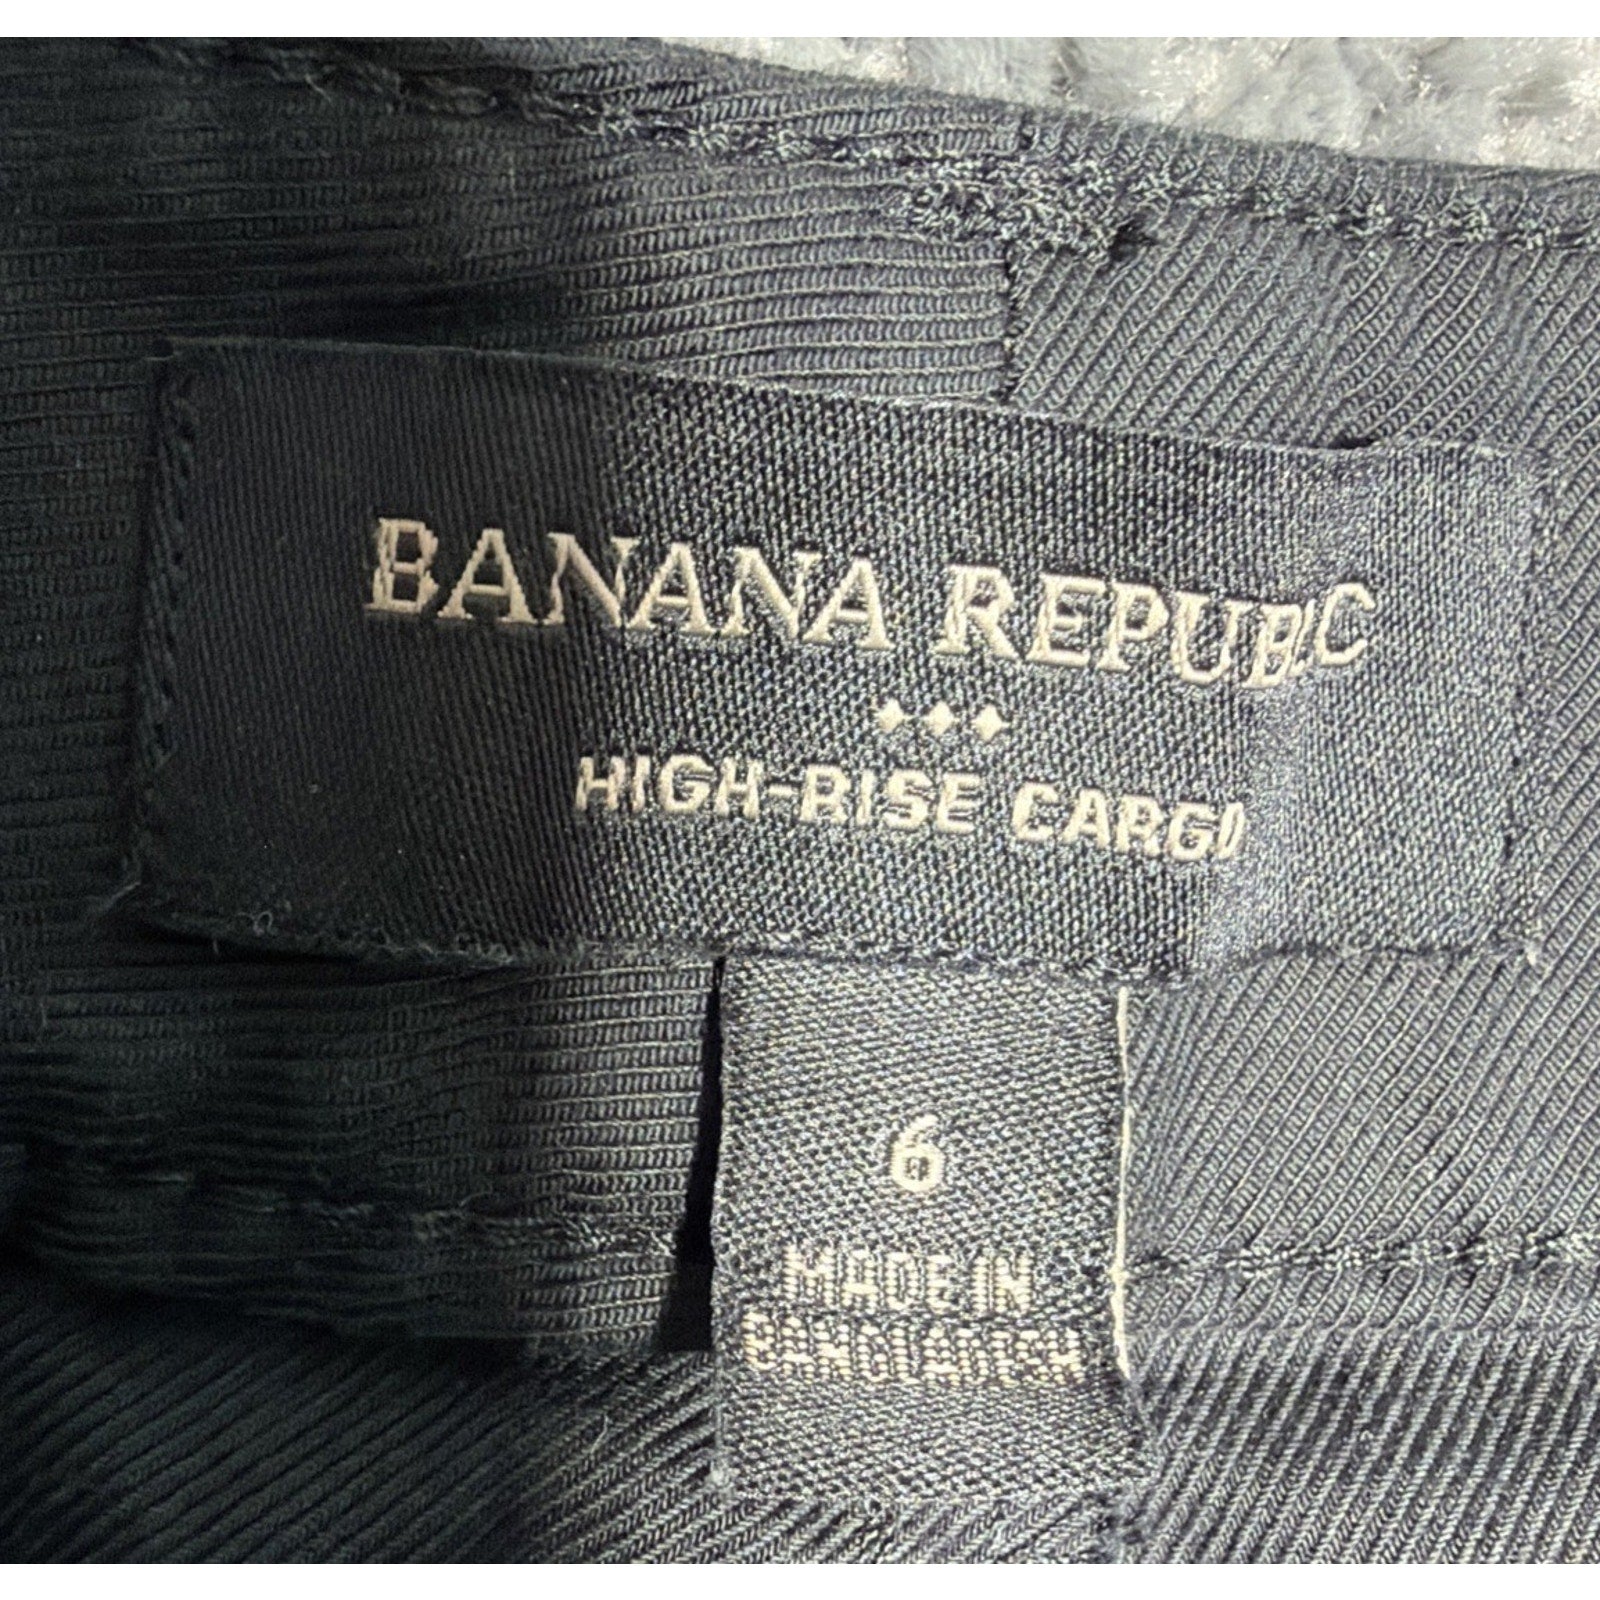 BANANA REPUBLIC
HIGH-RISE CARGO
6
MADE IN
BANGLADESH